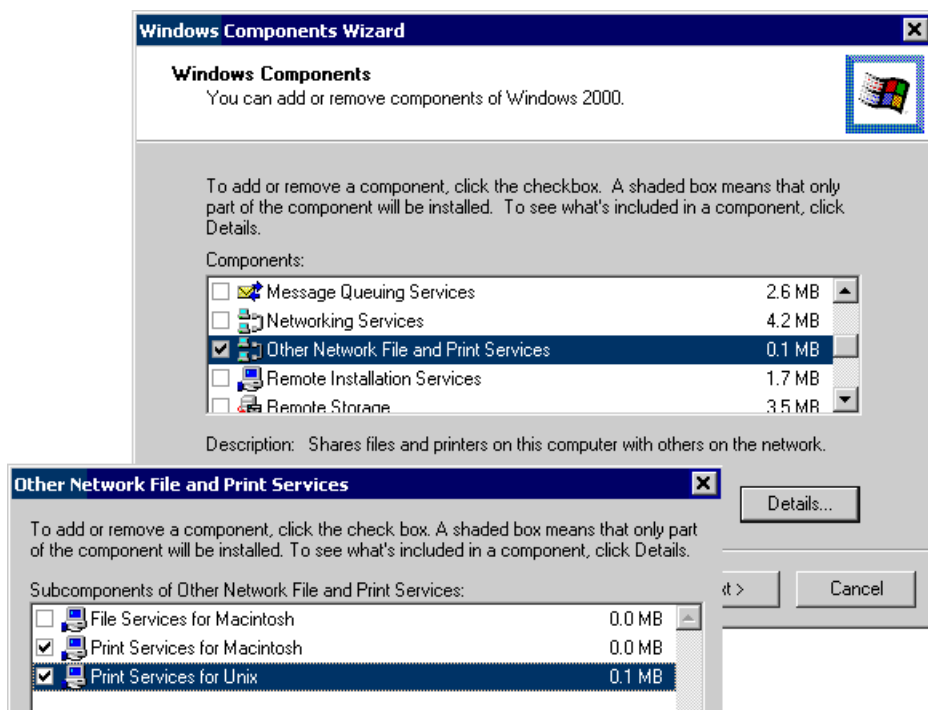 Windows Components Wizard
Windows Components
You can add or remove components of Windows 2000.
To add or remove a component, click the checkbox. A shaded box means that only
part of the component will be installed. To see what's included in a component, click
Details.
Components:
Message Queuing Services 2.6 MB
Networking Services 4.2 MB
Other Network File and Print Services 0.1 MB
Remote Installation Services 1.7 MB
Remote Storage 3.5 MB
Description: Shares files and printers on this computer with others on the network.
Details...
Cancel
Other Network File and Print Services
To add or remove a component, click the check box. A shaded box means that only part
of the component will be installed. To see what's included in a component, click Details.
Subcomponents of Other Network File and Print Services:
File Services for Macintosh 0.0 MB
Print Services for Macintosh 0.0 MB
Print Services for Unix 0.1 MB